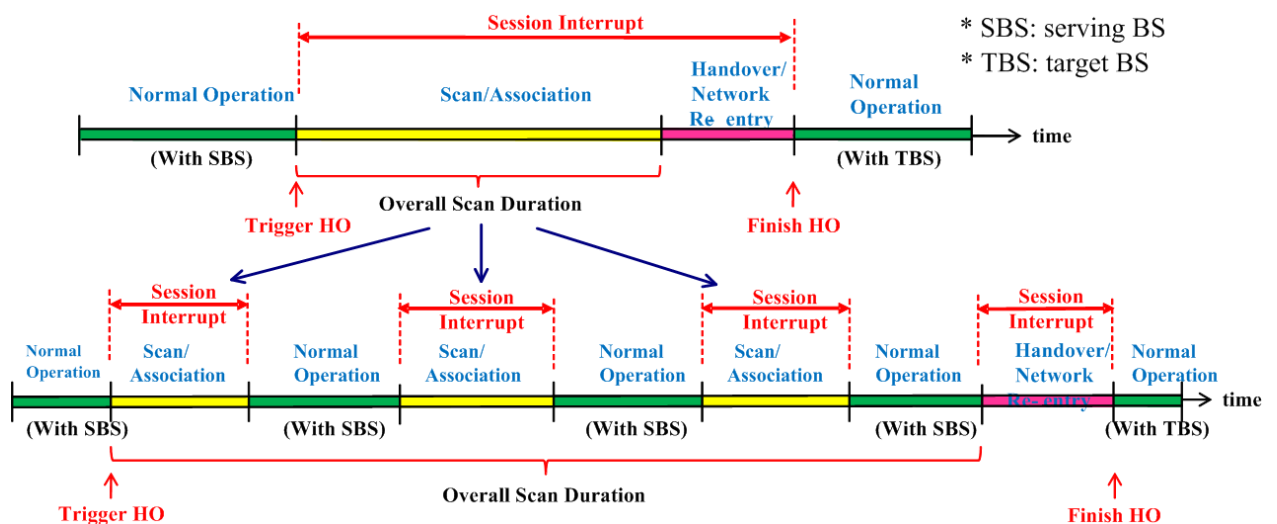 Session Interrupt
* SBS: serving BS
* TBS: target BS
Normal Operation
Scan/Association
Handover/
Network
Re entry
Normal
Operation
time
(With SBS)
(With TBS)
Overall Scan Duration
Trigger HO
Finish HO
Session
Interrupt
Session
Interrupt
Session
Interrupt
Session
Interrupt
Normal
Operation
Scan/
Association
Normal
Operation
Scan/
Association
Normal
Operation
Scan/
Association
Normal
Operation
Handover/
Network
Re-entry
Normal
Operation
time
(With SBS)
(With SBS)
(With SBS)
(With SBS)
(With TBS)
Overall Scan Duration
Trigger HO
Finish HO